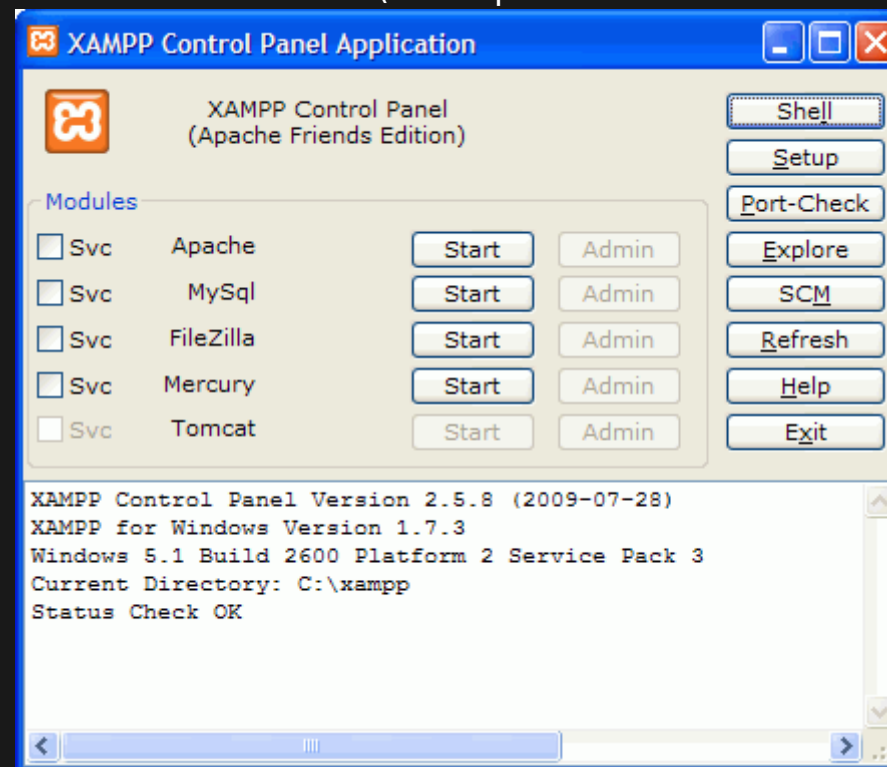 XAMPP Control Panel Application
XAMPP Control Panel
(Apache Friends Edition)
Shell
Setup
Port-Check
Explore
SCM
Refresh
Help
Exit
Modules
Svc Apache Start Admin
Svc MySql Start Admin
Svc FileZilla Start Admin
Svc Mercury Start Admin
Svc Tomcat Start Admin
XAMPP Control Panel Version 2.5.8 (2009-07-28)
XAMPP for Windows Version 1.7.3
Windows 5.1 Build 2600 Platform 2 Service Pack 3
Current Directory: C:\xampp
Status Check OK